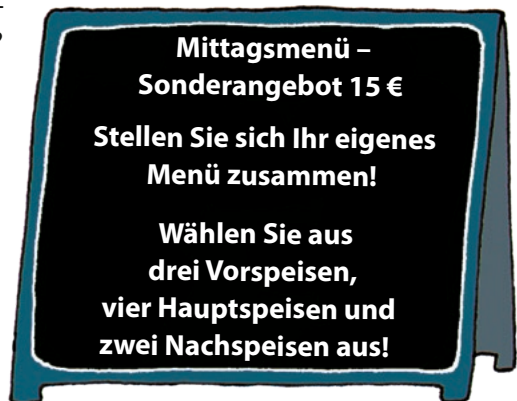 Mittagsmenü –
Sonderangebot 15 €
Stellen Sie sich Ihr eigenes
Menü zusammen!
Wählen Sie aus
drei Vorspeisen,
vier Hauptspeisen und
zwei Nachspeisen aus!